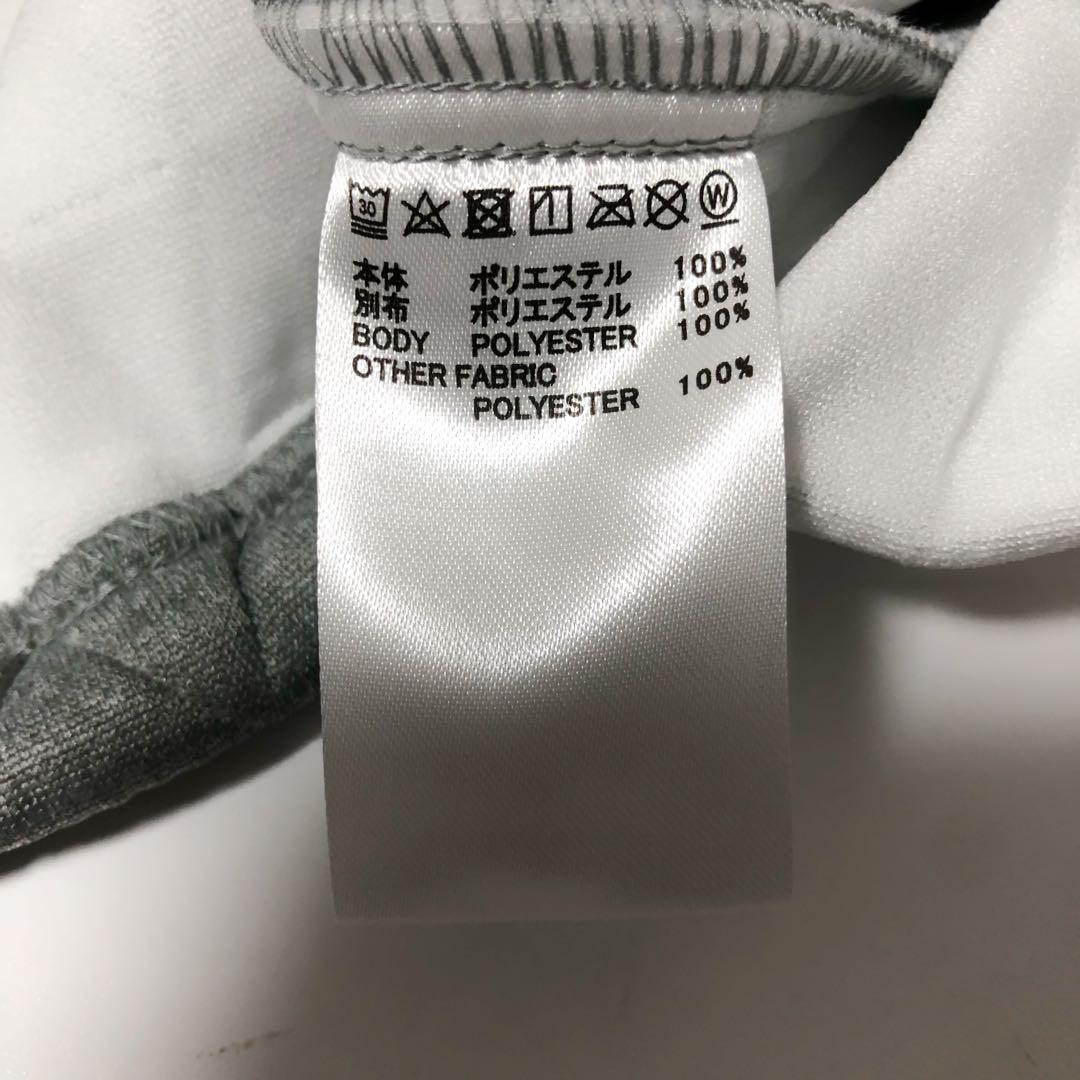 30 W
本体 ポリエステル 100%
別布 ポリエステル 100%
BODY POLYESTER 100%
OTHER FABRIC
POLYESTER 100%